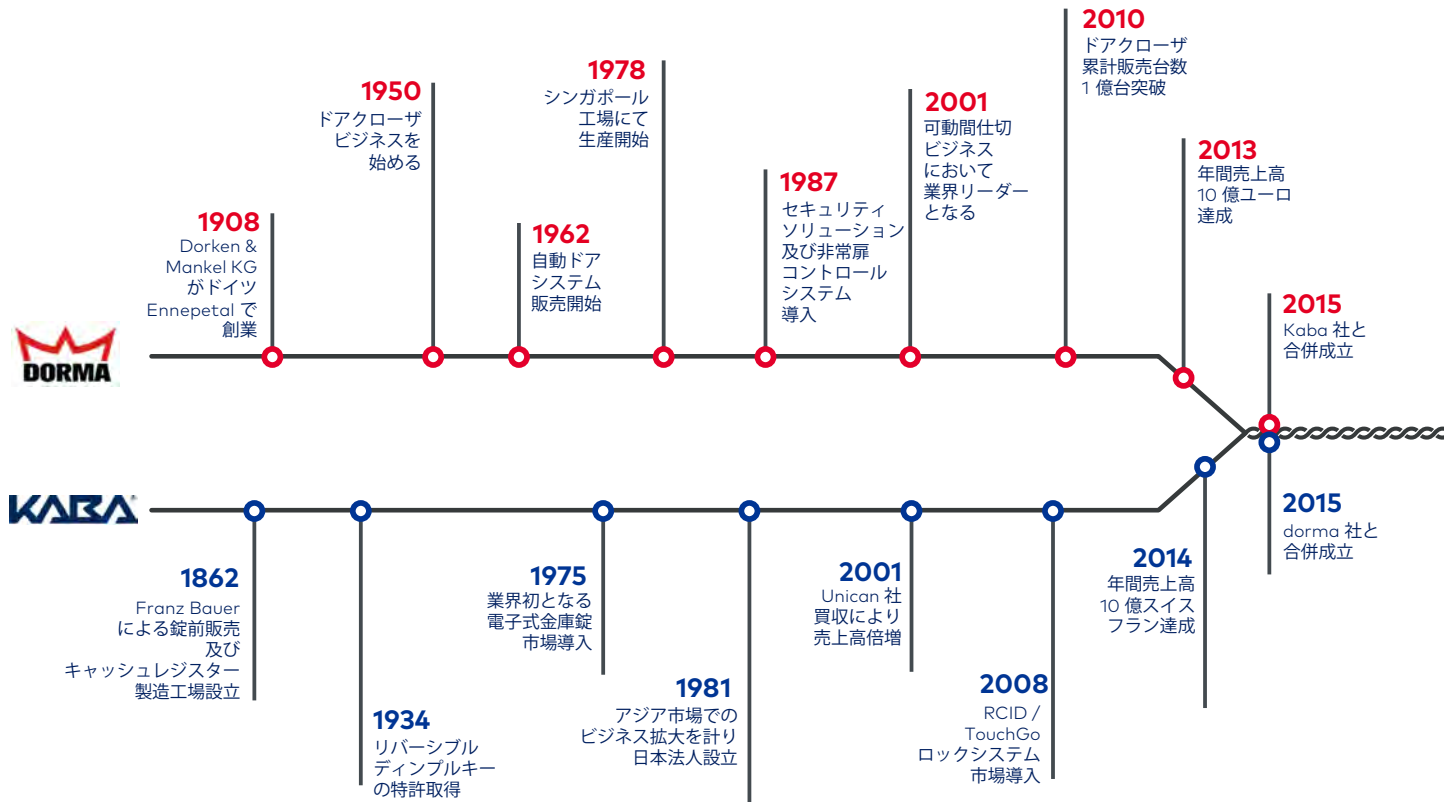 DORMA
1908
Dorken &
Mankel KG
がドイツ
Ennepetal で
創業
1950
ドアクローザ
ビジネスを
始める
1962
自動ドア
システム
販売開始
1978
シンガポール
工場にて
生産開始
1987
セキュリティ
ソリューション
及び非常扉
コントロール
システム
導入
2001
可動間仕切
ビジネス
において
業界リーダー
となる
2010
ドアクローザ
累計販売台数
1 億台突破
2013
年間売上高
10 億ユーロ
達成
2015
Kaba 社と
合併成立
KABA®
1862
Franz Bauer
による錠前販売
及び
キャッシュレジスター
製造工場設立
1934
リバーシブル
ディンプルキー
の特許取得
1975
業界初となる
電子式金庫錠
市場導入
1981
アジア市場での
ビジネス拡大を計り
日本法人設立
2001
Unican 社
買収により
売上高倍増
2008
RCID /
TouchGo
ロックシステム
市場導入
2014
年間売上高
10 億スイス
フラン達成
2015
dorma 社と
合併成立